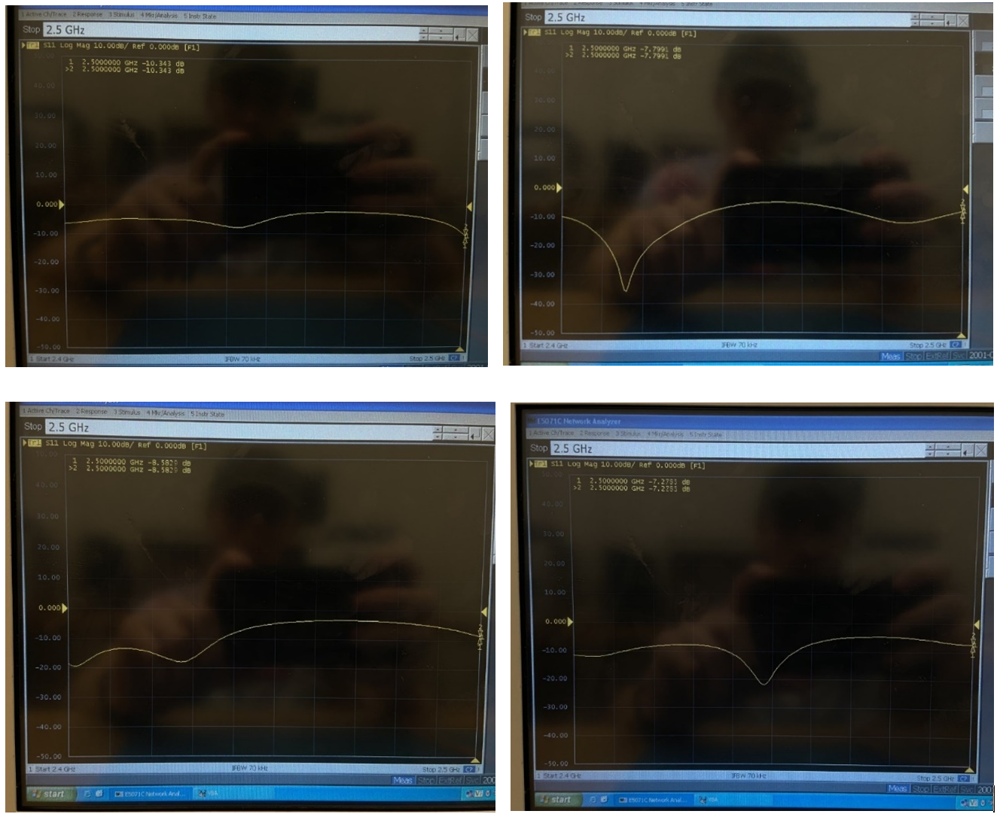 1 Active Ch/Trace 2 Response 3 Stimulus 4 Mkr/Analysis 5 Instr State
Stop 2.5 GHz
Tr1 S11 Log Mag 10.00dB/ Ref 0.000dB [F1]
50.00
1 2.5000000 GHz -10.343 dB
>2 2.5000000 GHz -10.343 dB
40.00
30.00
20.00
10.00
0.000
-10.00
-20.00
-30.00
-40.00
-50.00
1 Start 2.4 GHz IFBW 70 kHz Stop 2.5 GHz C?
Stop 2.5 GHz
Tr1 S11 Log Mag 10.00dB/ Ref 0.000dB [F1]
1 2.5000000 GHz -7.7991 dB
>2 2.5000000 GHz -7.7991 dB
40.00
30.00
20.00
10.00
0.000
-10.00
-20.00
-30.00
-40.00
-50.00
1 Start 2.4 GHz IFBW 70 kHz Stop 2.5 GHz C? !
Meas Stop ExtRef Svc 2001-0
1 Active Ch/Trace 2 Response 3 Stimulus 4 Mkr/Analysis 5 Instr State
Stop 2.5 GHz
Tr1 S11 Log Mag 10.00dB/ Ref 0.000dB [F1]
50.00
1 2.5000000 GHz -8.5829 dB
>2 2.5000000 GHz -8.5829 dB
40.00
30.00
20.00
10.00
0.000
-10.00
-20.00
-30.00
-40.00
-50.00
1 Start 2.4 GHz IFBW 70 kHz Stop 2.5 GHz C? !
Meas Stop ExtRef Svc 200
start E5071C Network Anal... VBA
E5071C Network Analyzer
1 Active Ch/Trace 2 Response 3 Stimulus 4 Mkr/Analysis 5 Instr State
Stop 2.5 GHz
Tr1 S11 Log Mag 10.00dB/ Ref 0.000dB [F1]
50.00
1 2.5000000 GHz dB
>2 2.5000000 GHz dB
40.00
30.00
20.00
10.00
0.000
-10.00
-20.00
-30.00
-40.00
-50.00
1 Start 2.4 GHz IFBW 70 kHz Stop 2.5 GHz C? !
Meas Stop ExtRef Svc 200
start E5071C Network Anal... VBA